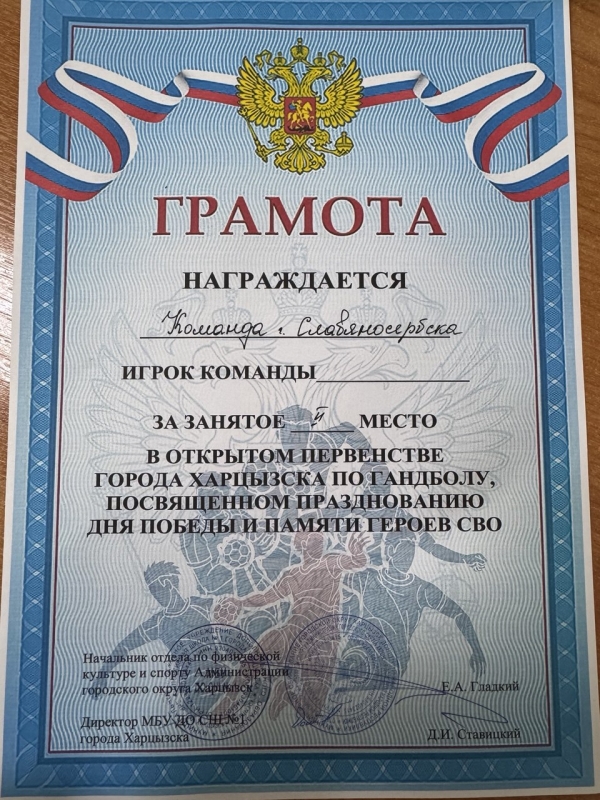 ГРАМОТА
НАГРАЖДАЕТСЯ
Команда г. Славяносербска
ИГРОК КОМАНДЫ
ЗА ЗАНЯТОЕ II МЕСТО
В ОТКРЫТОМ ПЕРВЕНСТВЕ
ГОРОДА ХАРЦЫЗСКА ПО ГАНДБОЛУ,
ПОСВЯЩЕННОМ ПРАЗДНОВАНИЮ
ДНЯ ПОБЕДЫ И ПАМЯТИ ГЕРОЕВ СВО
Начальник отдела по физической
культуре и спорту Администрации
городского округа Харцызск
Е.А. Гладкий
Директор МБУ ДО СШ №1
города Харцызска
Д.И. Ставицкий